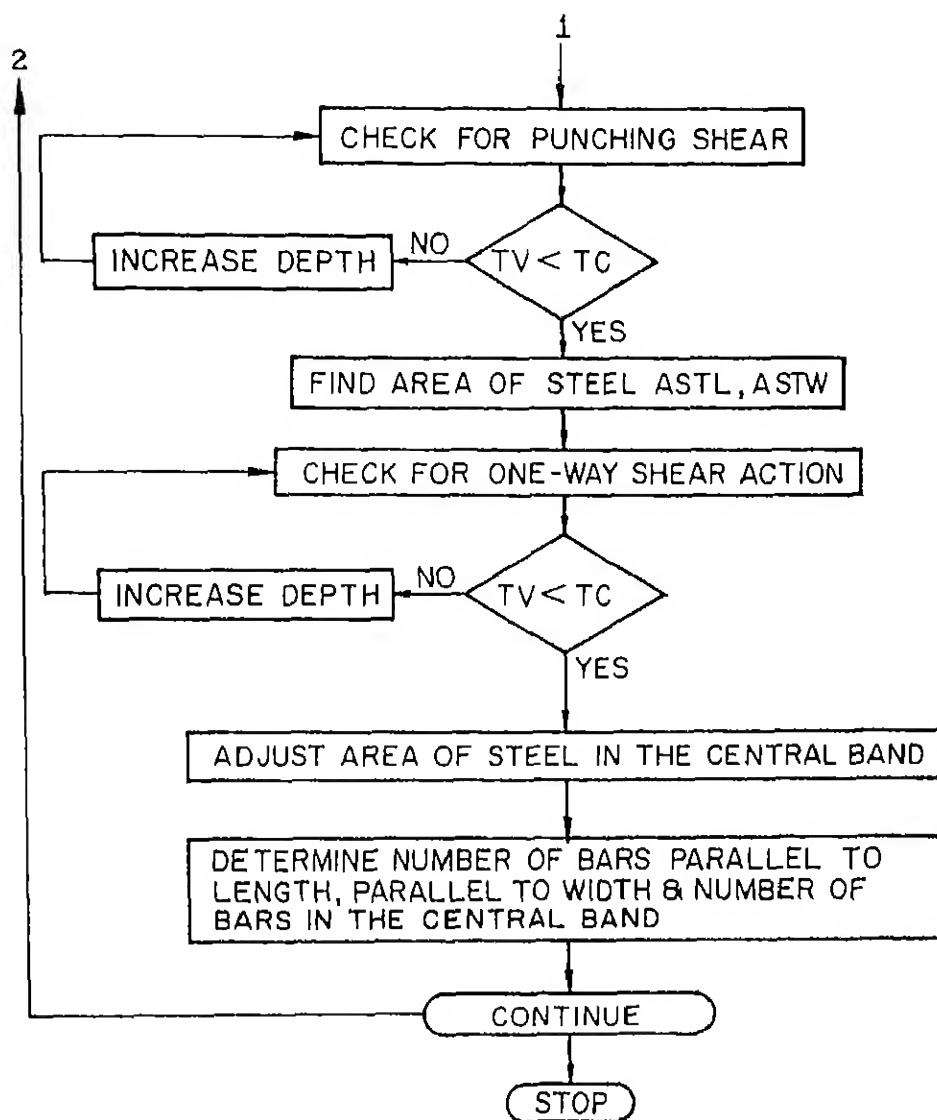 1
2
CHECK FOR PUNCHING SHEAR
INCREASE DEPTH
NO
TV < TC
YES
FIND AREA OF STEEL ASTL, ASTW
CHECK FOR ONE-WAY SHEAR ACTION
INCREASE DEPTH
NO
TV < TC
YES
ADJUST AREA OF STEEL IN THE CENTRAL BAND
DETERMINE NUMBER OF BARS PARALLEL TO
LENGTH, PARALLEL TO WIDTH & NUMBER OF
BARS IN THE CENTRAL BAND
CONTINUE
STOP